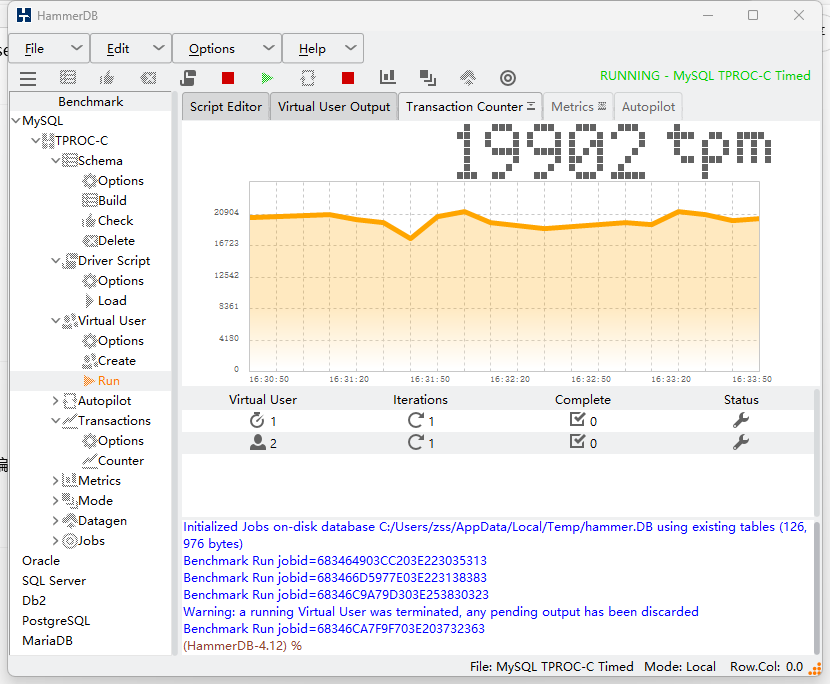 HammerDB
File Edit Options Help
RUNNING - MySQL TPROC-C Timed
Benchmark
MySQL
TPROC-C
Schema
Options
Build
Check
Delete
Driver Script
Options
Load
Virtual User
Options
Create
Run
Autopilot
Transactions
Options
Counter
Metrics
Mode
Datagen
Jobs
Oracle
SQL Server
Db2
PostgreSQL
MariaDB
Script Editor Virtual User Output Transaction Counter Metrics Autopilot
19902 tpm
20904
16723
12542
8361
4180
0
16:30:50 16:31:20 16:31:50 16:32:20 16:32:50 16:33:20 16:33:50
Virtual User Iterations Complete Status
1 1 0
2 1 0
Initialized Jobs on-disk database C:/Users/zss/AppData/Local/Temp/hammer.DB using existing tables (126,
976 bytes)
Benchmark Run jobid=683464903CC203E223035313
Benchmark Run jobid=683466D5977E03E223138383
Benchmark Run jobid=68346C9A79D303E253830323
Warning: a running Virtual User was terminated, any pending output has been discarded
Benchmark Run jobid=68346CA7F9F703E203732363
(HammerDB-4.12) %
File: MySQL TPROC-C Timed Mode: Local Row.Col: 0.0